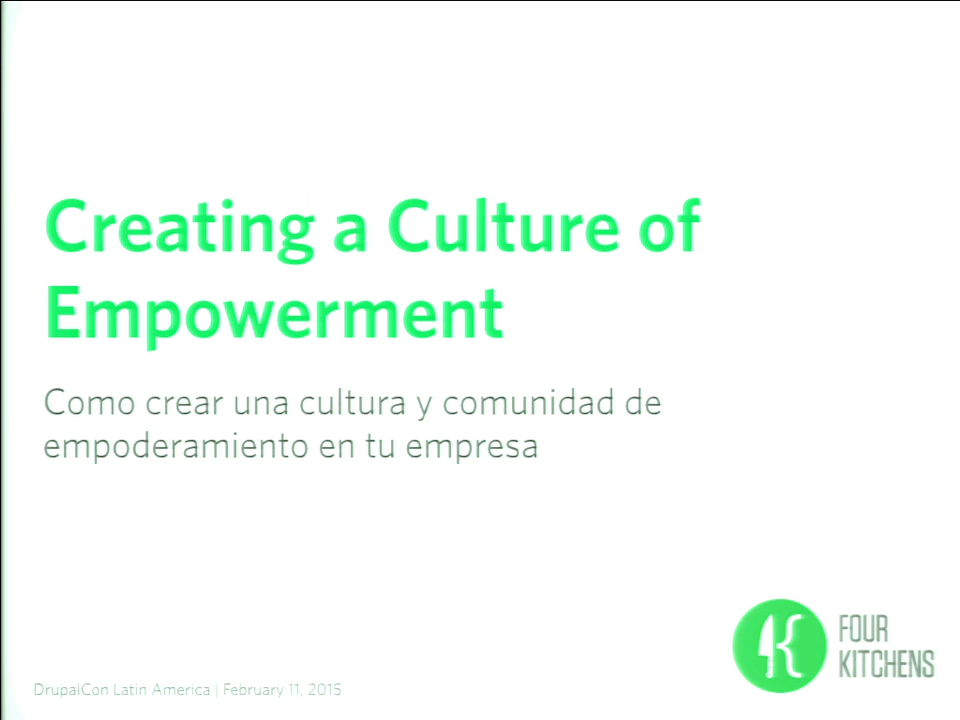 Creating a Culture of
Empowerment
Como crear una cultura y comunidad de
empoderamiento en tu empresa
FOUR
KITCHENS
DrupalCon Latin America | February 11, 2015